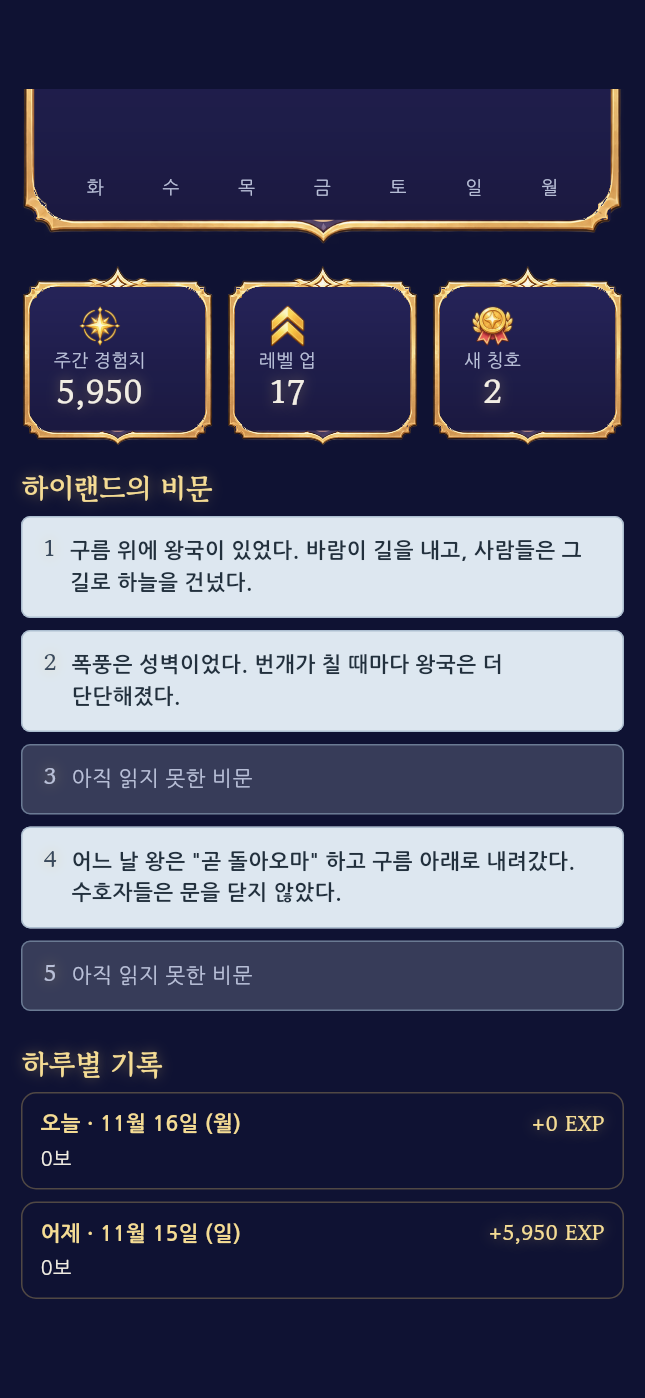 화 수 목 금 토 일 월
주간 경험치
5,950
레벨 업
17
새 칭호
2
하이랜드의 비문
1 구름 위에 왕국이 있었다. 바람이 길을 내고, 사람들은 그
길로 하늘을 건넜다.
2 폭풍은 성벽이었다. 번개가 칠 때마다 왕국은 더
단단해졌다.
3 아직 읽지 못한 비문
4 어느 날 왕은 "곧 돌아오마" 하고 구름 아래로 내려갔다.
수호자들은 문을 닫지 않았다.
5 아직 읽지 못한 비문
하루별 기록
오늘 · 11월 16일 (월) +0 EXP
0보
어제 · 11월 15일 (일) +5,950 EXP
0보